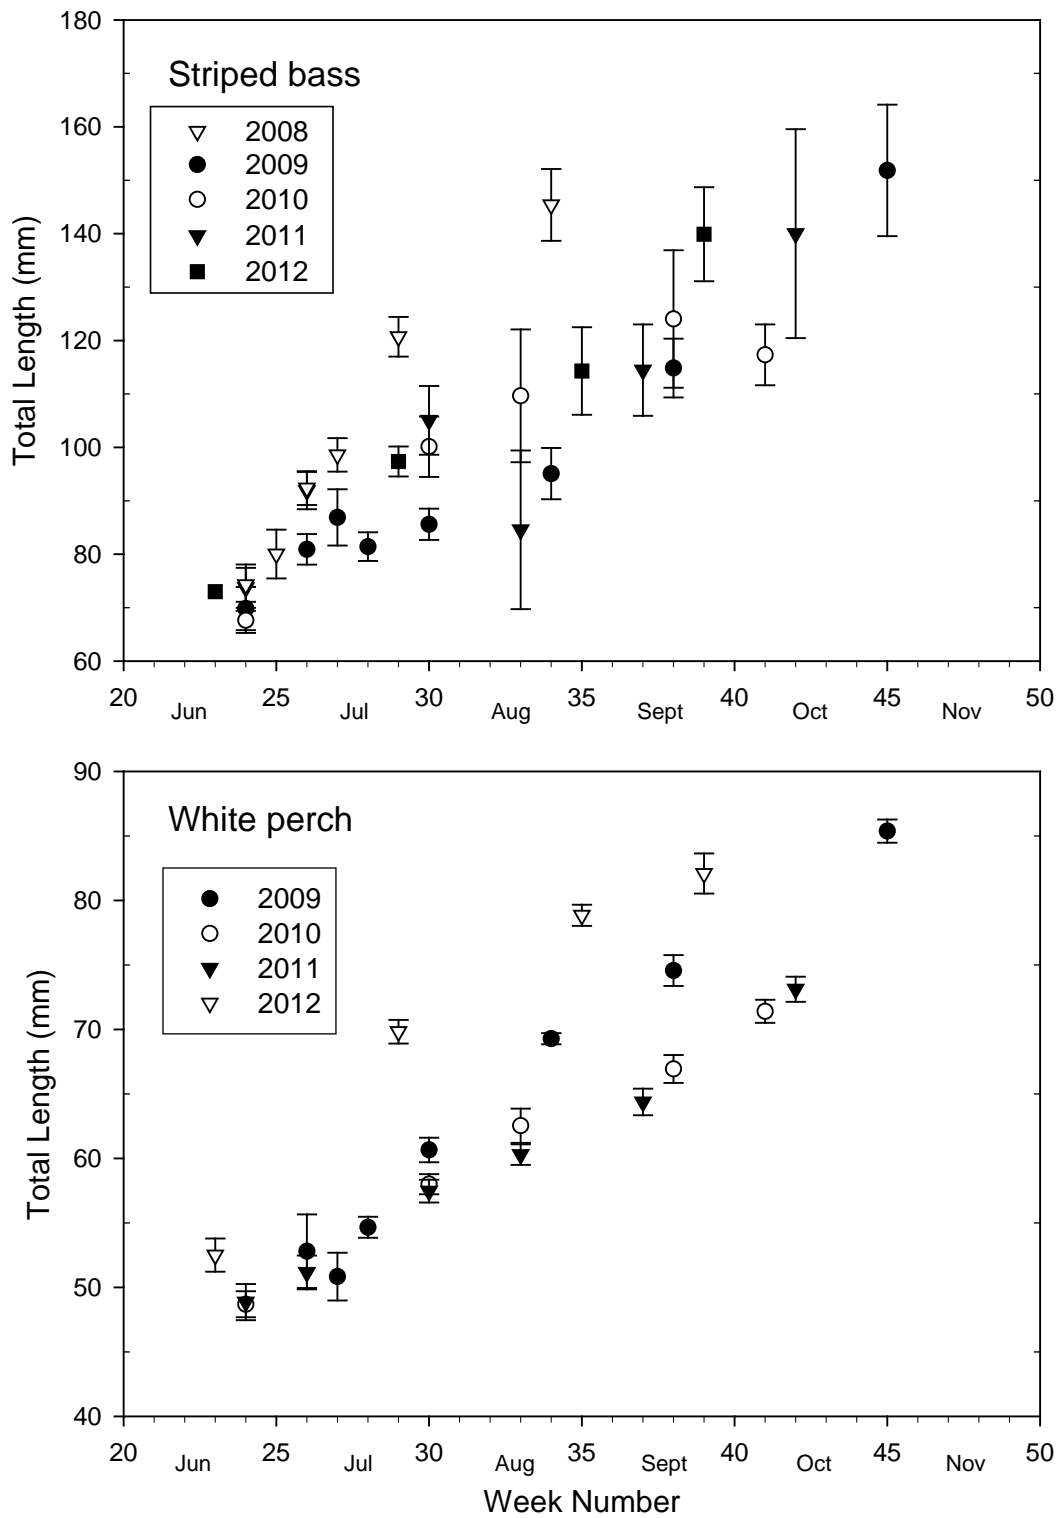 180
160
140
120
100
80
60
Total Length (mm)
Striped bass
2008
2009
2010
2011
2012
20 25 30 35 40 45 50
Jun Jul Aug Sept Oct Nov
90
80
70
60
50
40
Total Length (mm)
White perch
2009
2010
2011
2012
20 25 30 35 40 45 50
Jun Jul Aug Sept Oct Nov
Week Number